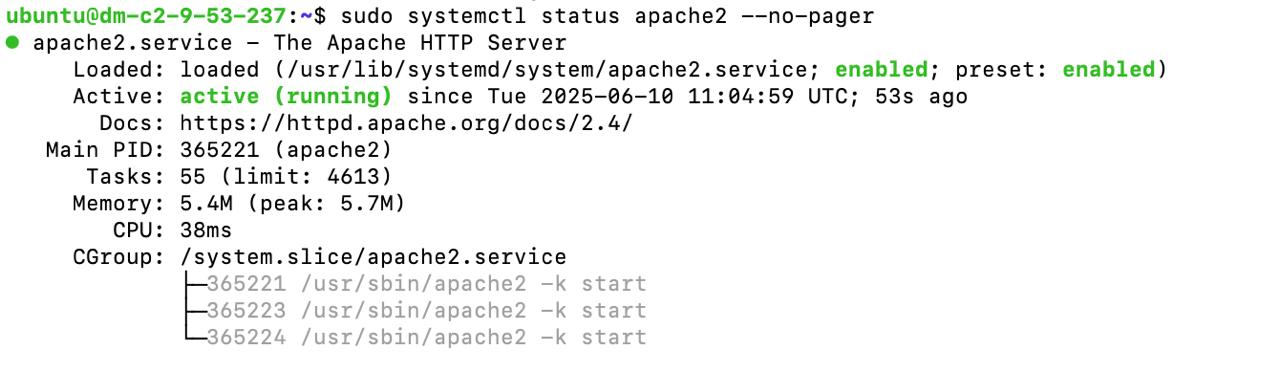 ubuntu@dm-c2-9-53-237:~$ sudo systemctl status apache2 --no-pager
● apache2.service - The Apache HTTP Server
     Loaded: loaded (/usr/lib/systemd/system/apache2.service; enabled; preset: enabled)
     Active: active (running) since Tue 2025-06-10 11:04:59 UTC; 53s ago
       Docs: https://httpd.apache.org/docs/2.4/
   Main PID: 365221 (apache2)
      Tasks: 55 (limit: 4613)
     Memory: 5.4M (peak: 5.7M)
        CPU: 38ms
     CGroup: /system.slice/apache2.service
             ├─365221 /usr/sbin/apache2 -k start
             ├─365223 /usr/sbin/apache2 -k start
             └─365224 /usr/sbin/apache2 -k start